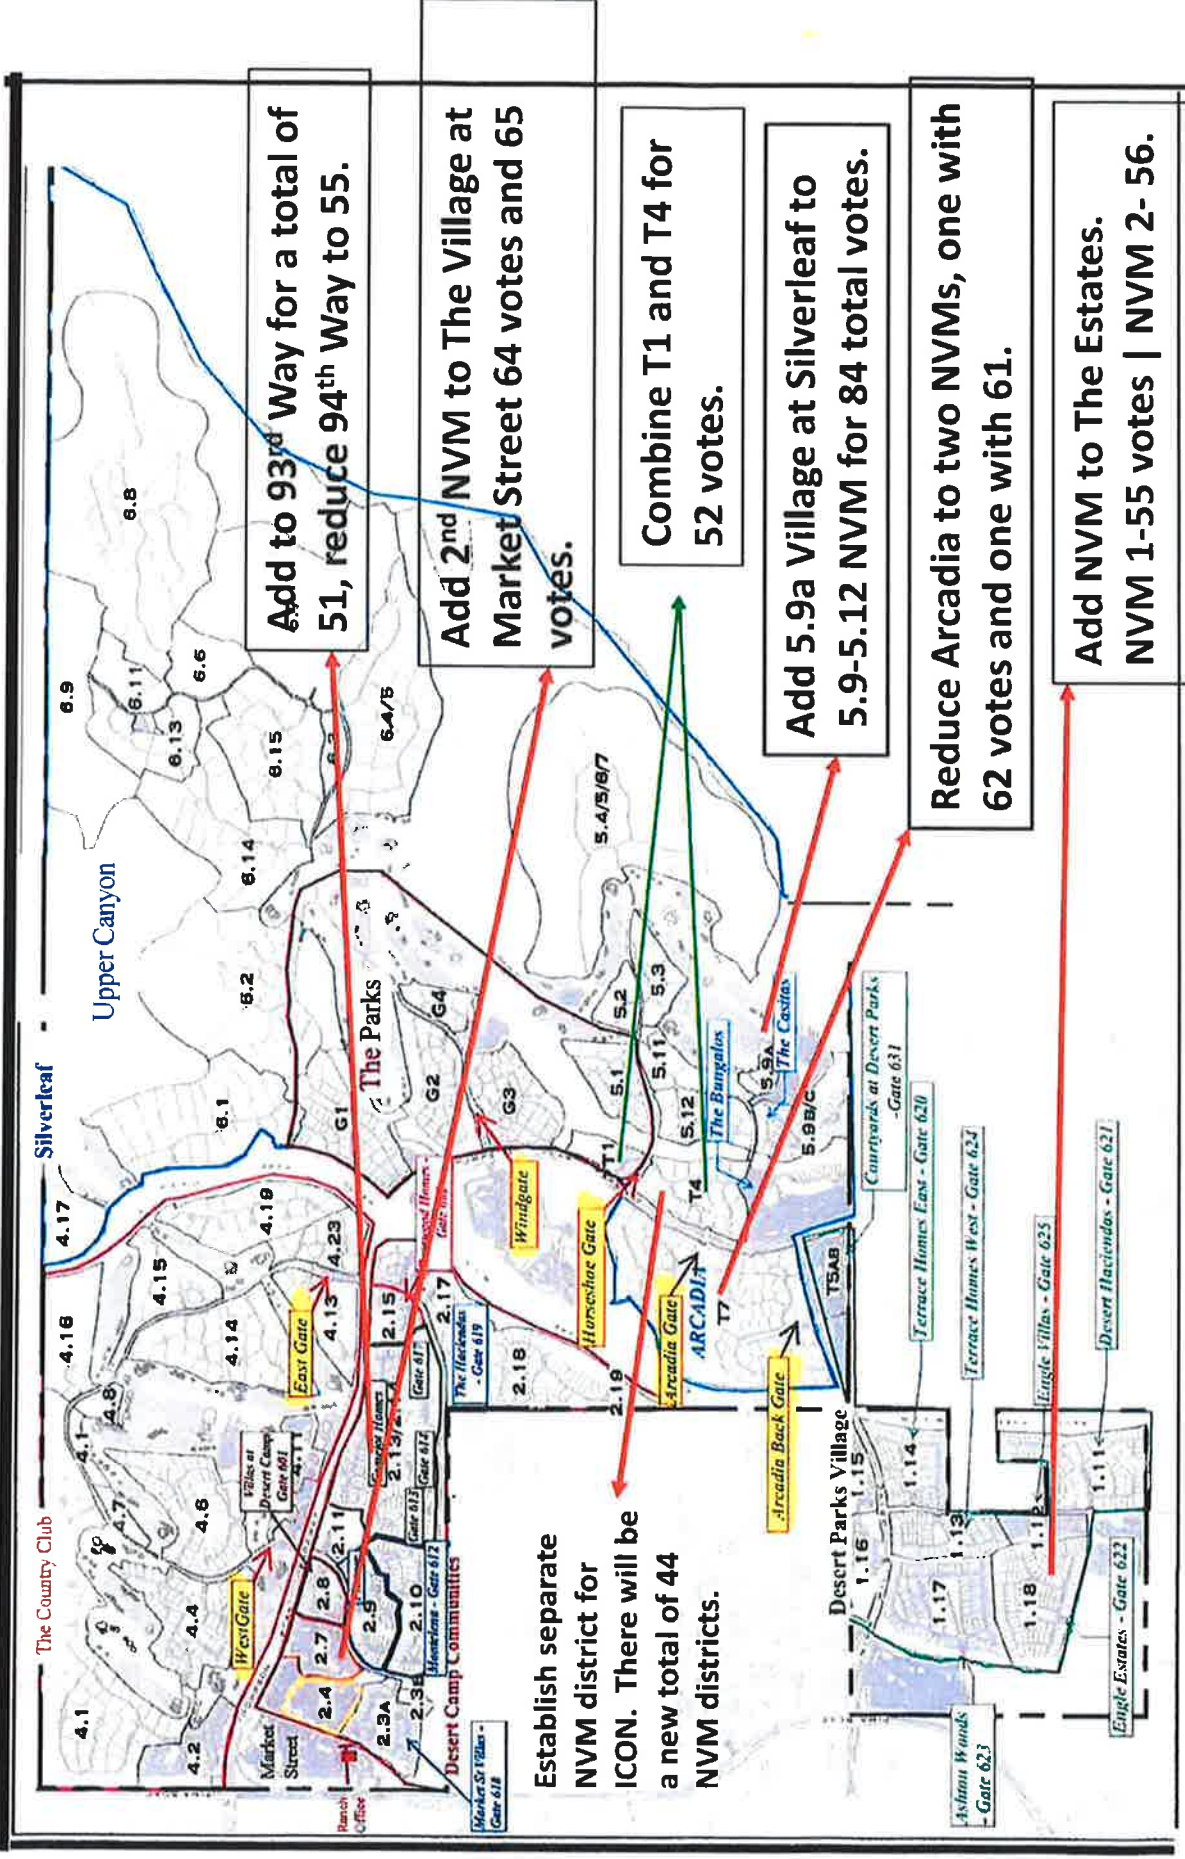 Add to 93rd Way for a total of
51, reduce 94th Way to 55.
Add 2nd NVM to The Village at
Market Street 64 votes and 65
votes.
Combine T1 and T4 for
52 votes.
Add 5.9a Village at Silverleaf to
5.9-5.12 NVM for 84 total votes.
Reduce Arcadia to two NVMs, one with
62 votes and one with 61.
Add NVM to The Estates.
NVM 1-55 votes | NVM 2- 56.
Establish separate
NVM district for
ICON. There will be
a new total of 44
NVM districts.
The Country Club
Silverleaf
Upper Canyon
The Parks
ARCADIA
Desert Parks Village
Desert Camp Communities
Market
Street
Ranch
Office
West Gate
East Gate
Windgate
Horseshoe Gate
Arcadia Gate
Arcadia Back Gate
Villas at
Desert Camp
Gate 601
The Haciendas
- Gate 619
Gate 617
Gate 612
Gate 613
Monterra - Gate 612
Market St Villas -
Gate 618
The Bungalos
The Casitas
Courtyards at Desert Parks
- Gate 631
Terrace Homes East - Gate 620
Terrace Homes West - Gate 624
Engle Villas - Gate 625
Desert Haciendas - Gate 621
Engle Estates - Gate 622
Ashton Woods
- Gate 623
4.1
4.2
4.4
4.6
4.7
4.8
4.13
4.14
4.15
4.16
4.17
4.19
4.23
6.1
6.2
6.4/5
6.6
6.8
6.9
6.11
6.13
6.14
6.15
G1
G2
G3
G4
5.1
5.2
5.3
5.4/5/6/7
5.9A
5.9B/C
5.11
5.12
T1
T4
T7
T5AB
2.3A
2.4
2.7
2.8
2.9
2.10
2.11
2.15
2.17
2.18
2.19
1.11
1.13
1.14
1.15
1.16
1.17
1.18